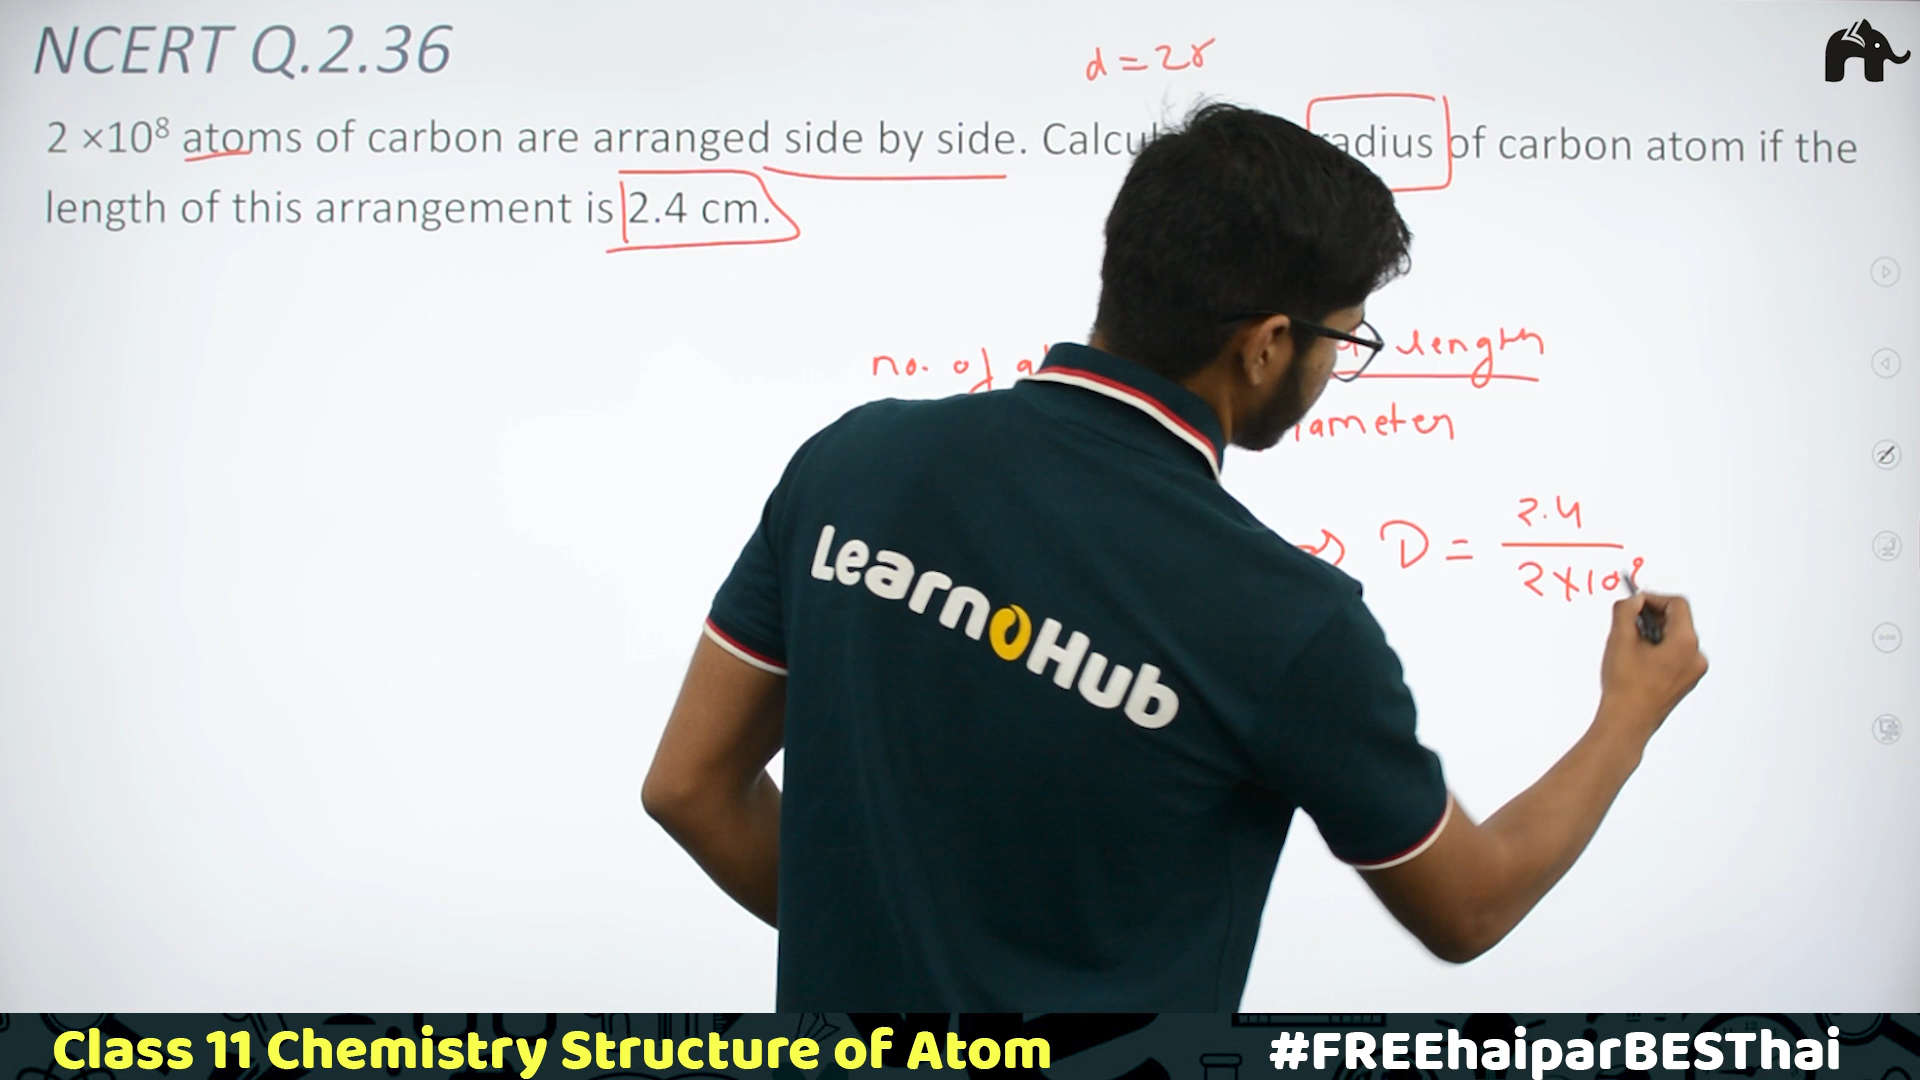 NCERT Q.2.36
d = 2r
2 ×10⁸ atoms of carbon are arranged side by side. radius of carbon atom if the
length of this arrangement is 2.4 cm.
no. of length
D = 2.4
2×10⁸
Learnohub
Class 11 Chemistry Structure of Atom
#FREEhaiparBESThai